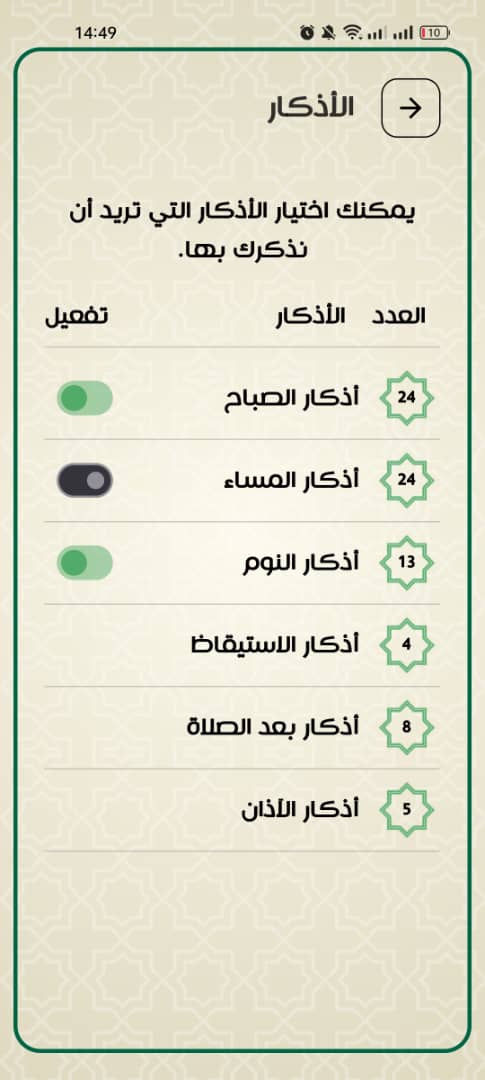 14:49
10
الأذكار
يمكنك اختيار الأذكار التي تريد أن
نذكرك بها.
العدد الأذكار تفعيل
24 أذكار الصباح
24 أذكار المساء
13 أذكار النوم
4 أذكار الاستيقاظ
8 أذكار بعد الصلاة
5 أذكار الآذان